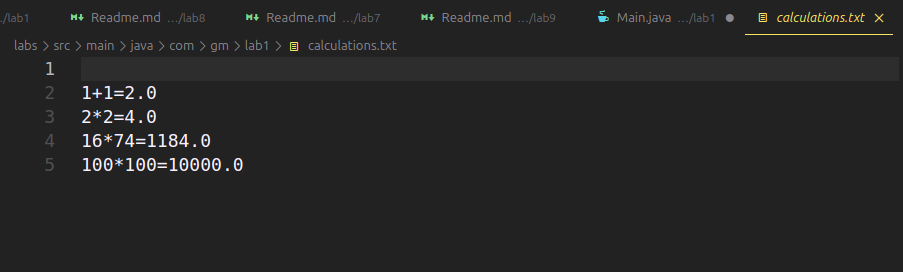 …/lab1 Readme.md …/lab8 Readme.md …/lab7 Readme.md …/lab9 Main.java …/lab1 calculations.txt
labs > src > main > java > com > gm > lab1 > calculations.txt
1
2 1+1=2.0
3 2*2=4.0
4 16*74=1184.0
5 100*100=10000.0